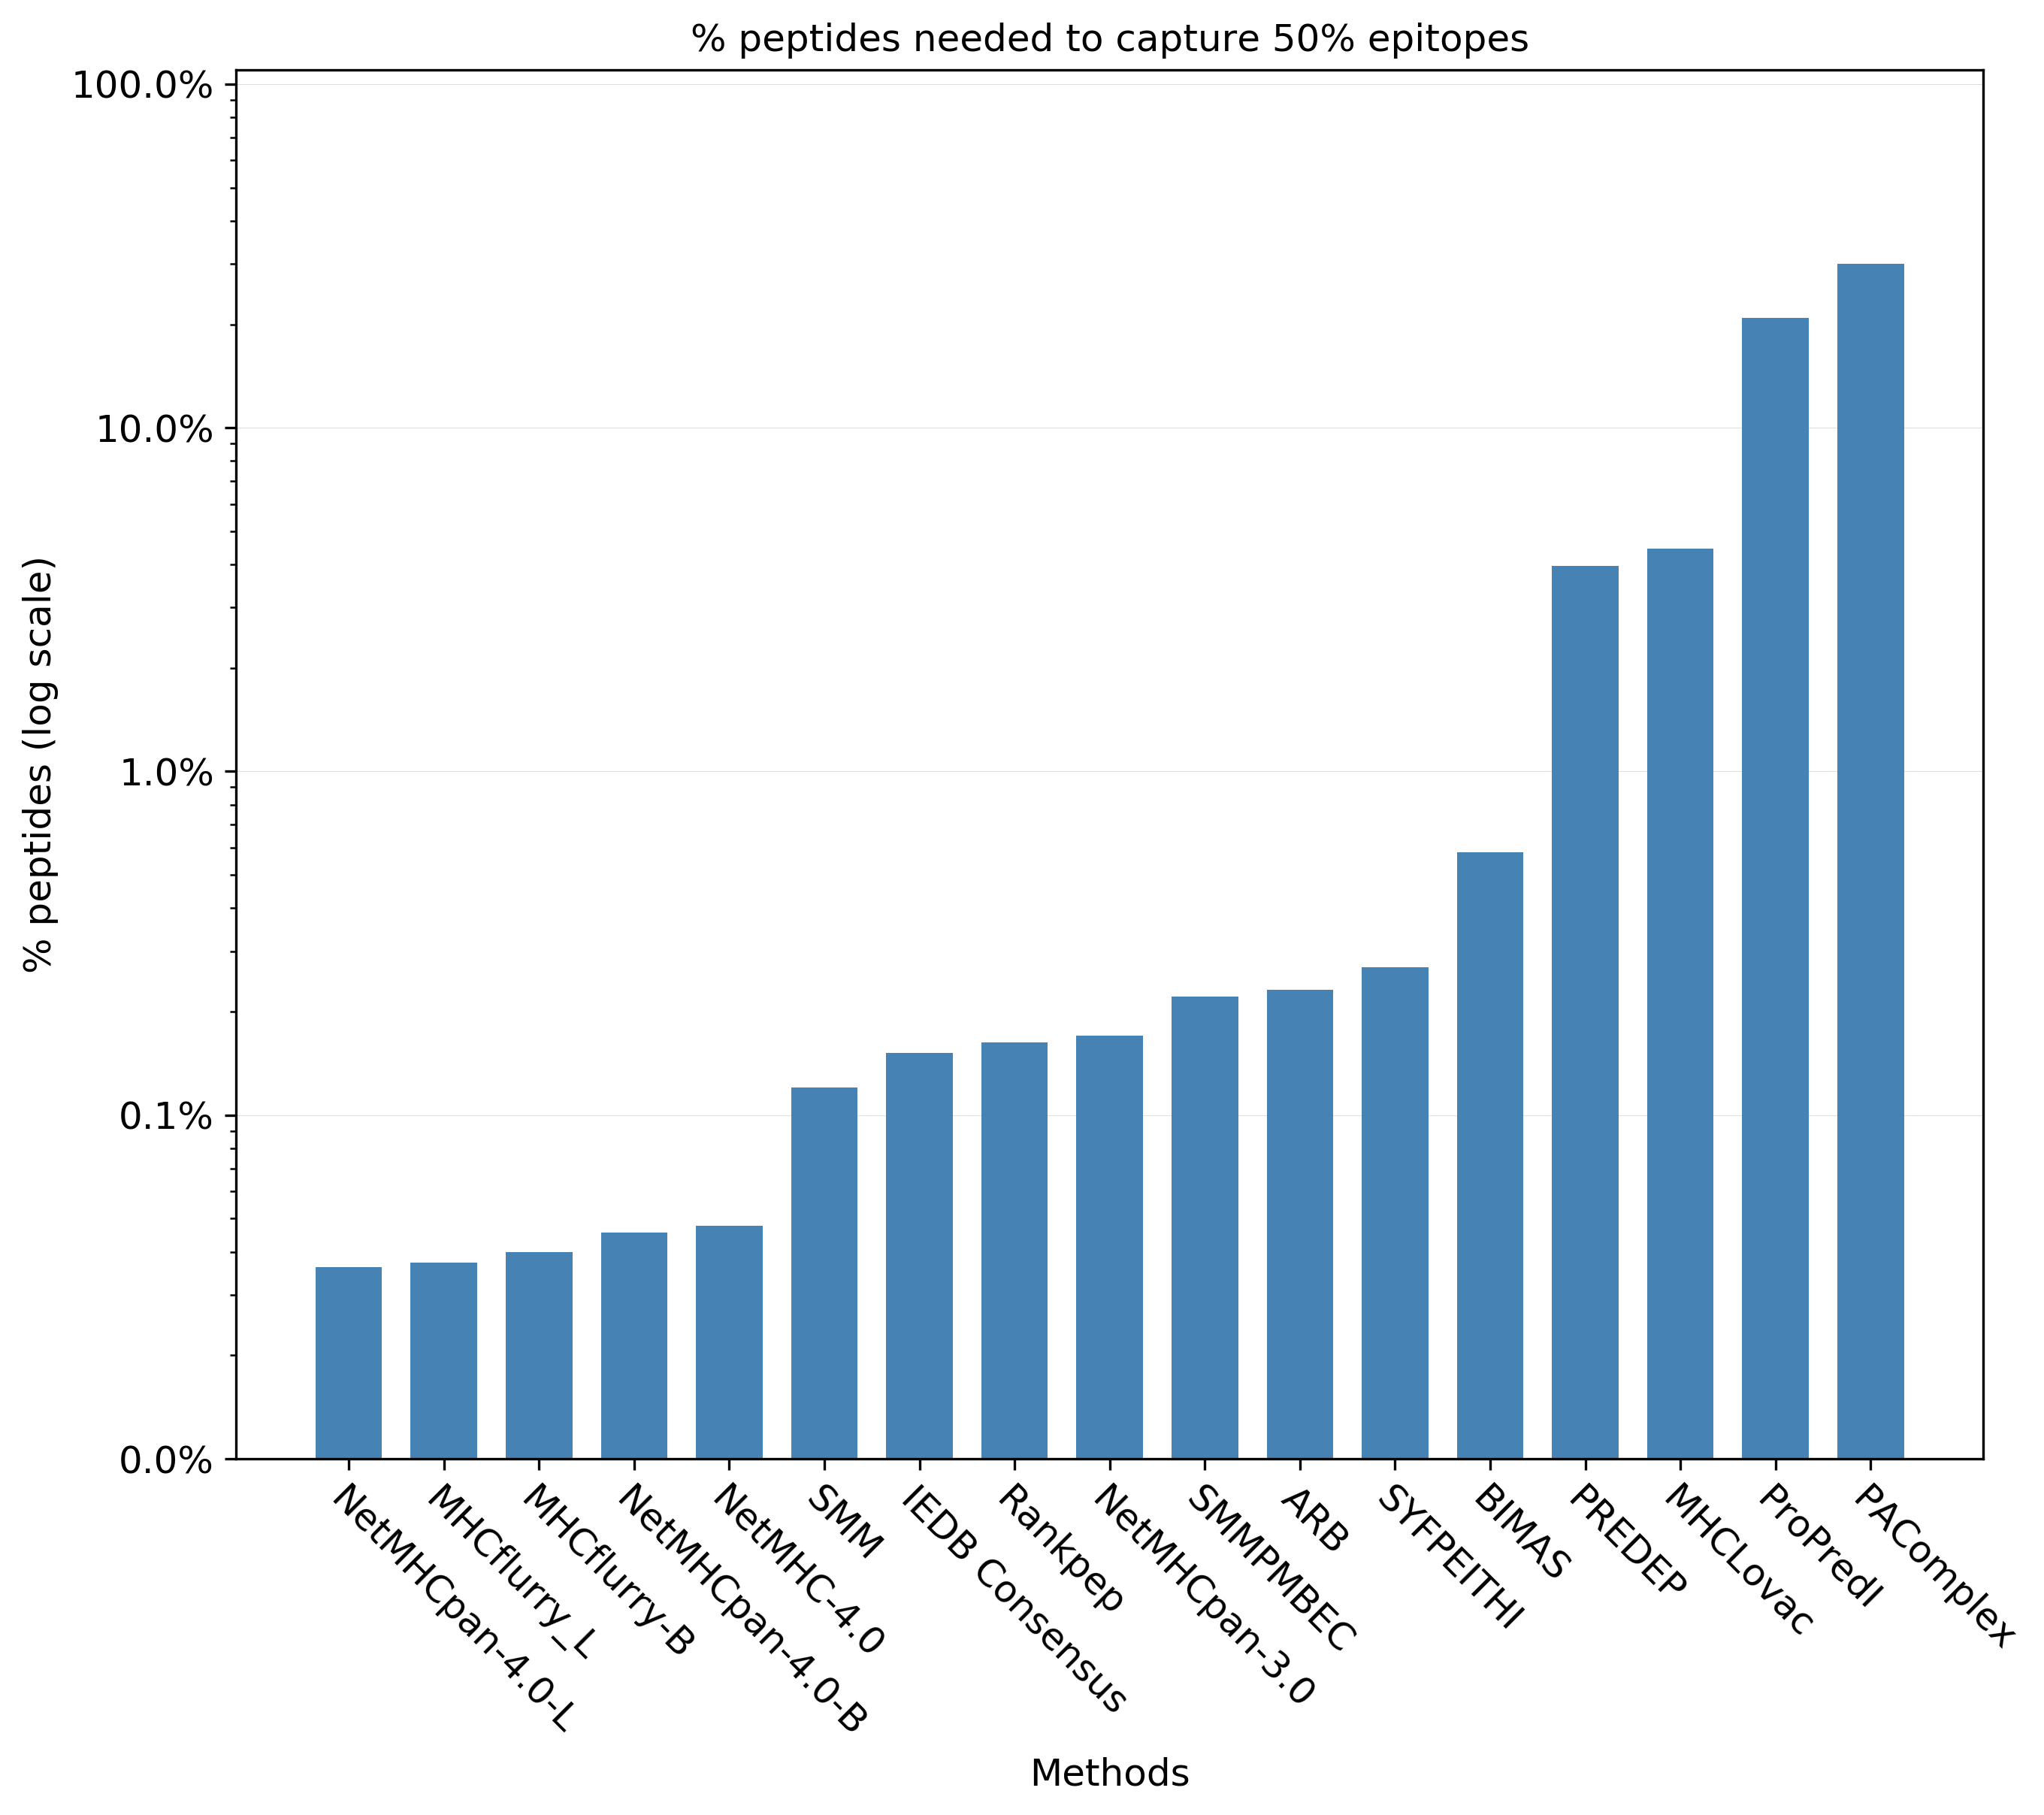 % peptides needed to capture 50% epitopes
100.0%
10.0%
1.0%
0.1%
0.0%
% peptides (log scale)
NetMHCpan-4.0-L
MHCflurry_L
MHCflurry-B
NetMHCpan-4.0-B
NetMHC-4.0
SMM
IEDB Consensus
Rankpep
NetMHCpan-3.0
SMMPMBEC
ARB
SYFPEITHI
BIMAS
PREDEP
MHCLovac
ProPredI
PAComplex
Methods